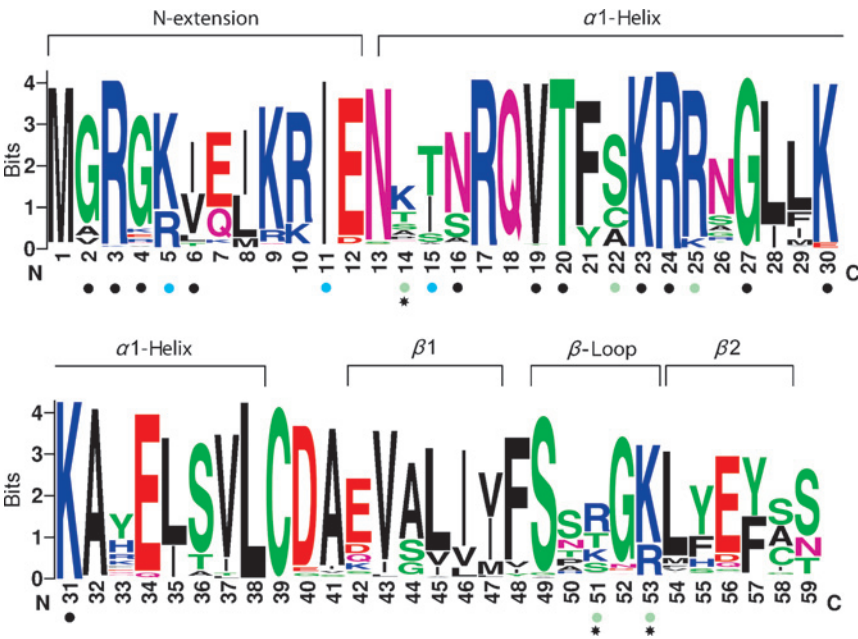 N-extension α1-Helix
4
3
2
1
0
Bits
MGRGKIEIKRIENKTNRQVTFSKRRNGLLK
1 2 3 4 5 6 7 8 9 10 11 12 13 14 15 16 17 18 19 20 21 22 23 24 25 26 27 28 29 30
N C
α1-Helix β1 β-Loop β2
4
3
2
1
0
Bits
KAYELSVLCDAEVALIVFSSRGKLYEYSS
31 32 33 34 35 36 37 38 39 40 41 42 43 44 45 46 47 48 49 50 51 52 53 54 55 56 57 58 59
N C